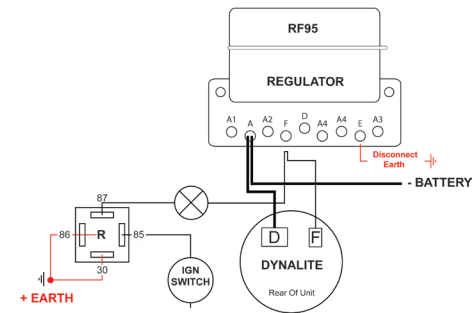 RF95
REGULATOR
A1 A A2 F D A4 A4 E A3
Disconnect
Earth
- BATTERY
87
86 R 85
30
+ EARTH
IGN
SWITCH
D F
DYNALITE
Rear Of Unit